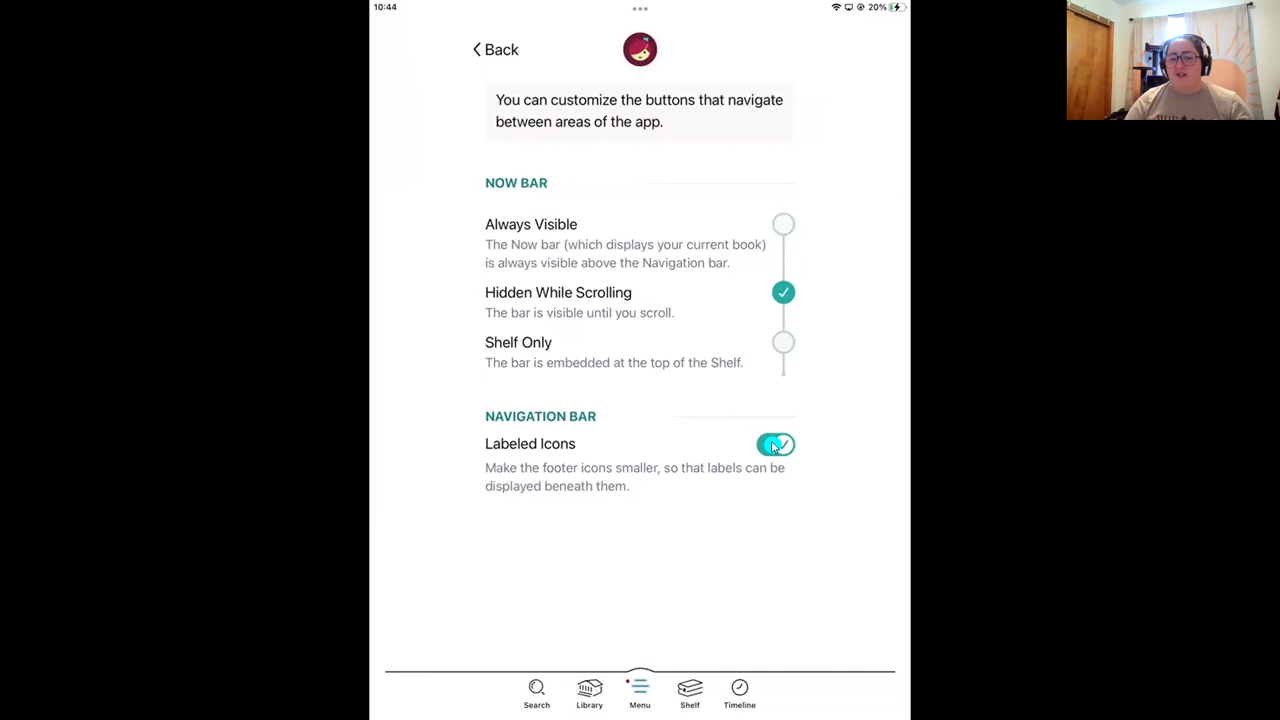 10:44
20%
Back
You can customize the buttons that navigate
between areas of the app.
NOW BAR
Always Visible
The Now bar (which displays your current book)
is always visible above the Navigation bar.
Hidden While Scrolling
The bar is visible until you scroll.
Shelf Only
The bar is embedded at the top of the Shelf.
NAVIGATION BAR
Labeled Icons
Make the footer icons smaller, so that labels can be
displayed beneath them.
Search
Library
Menu
Shelf
Timeline